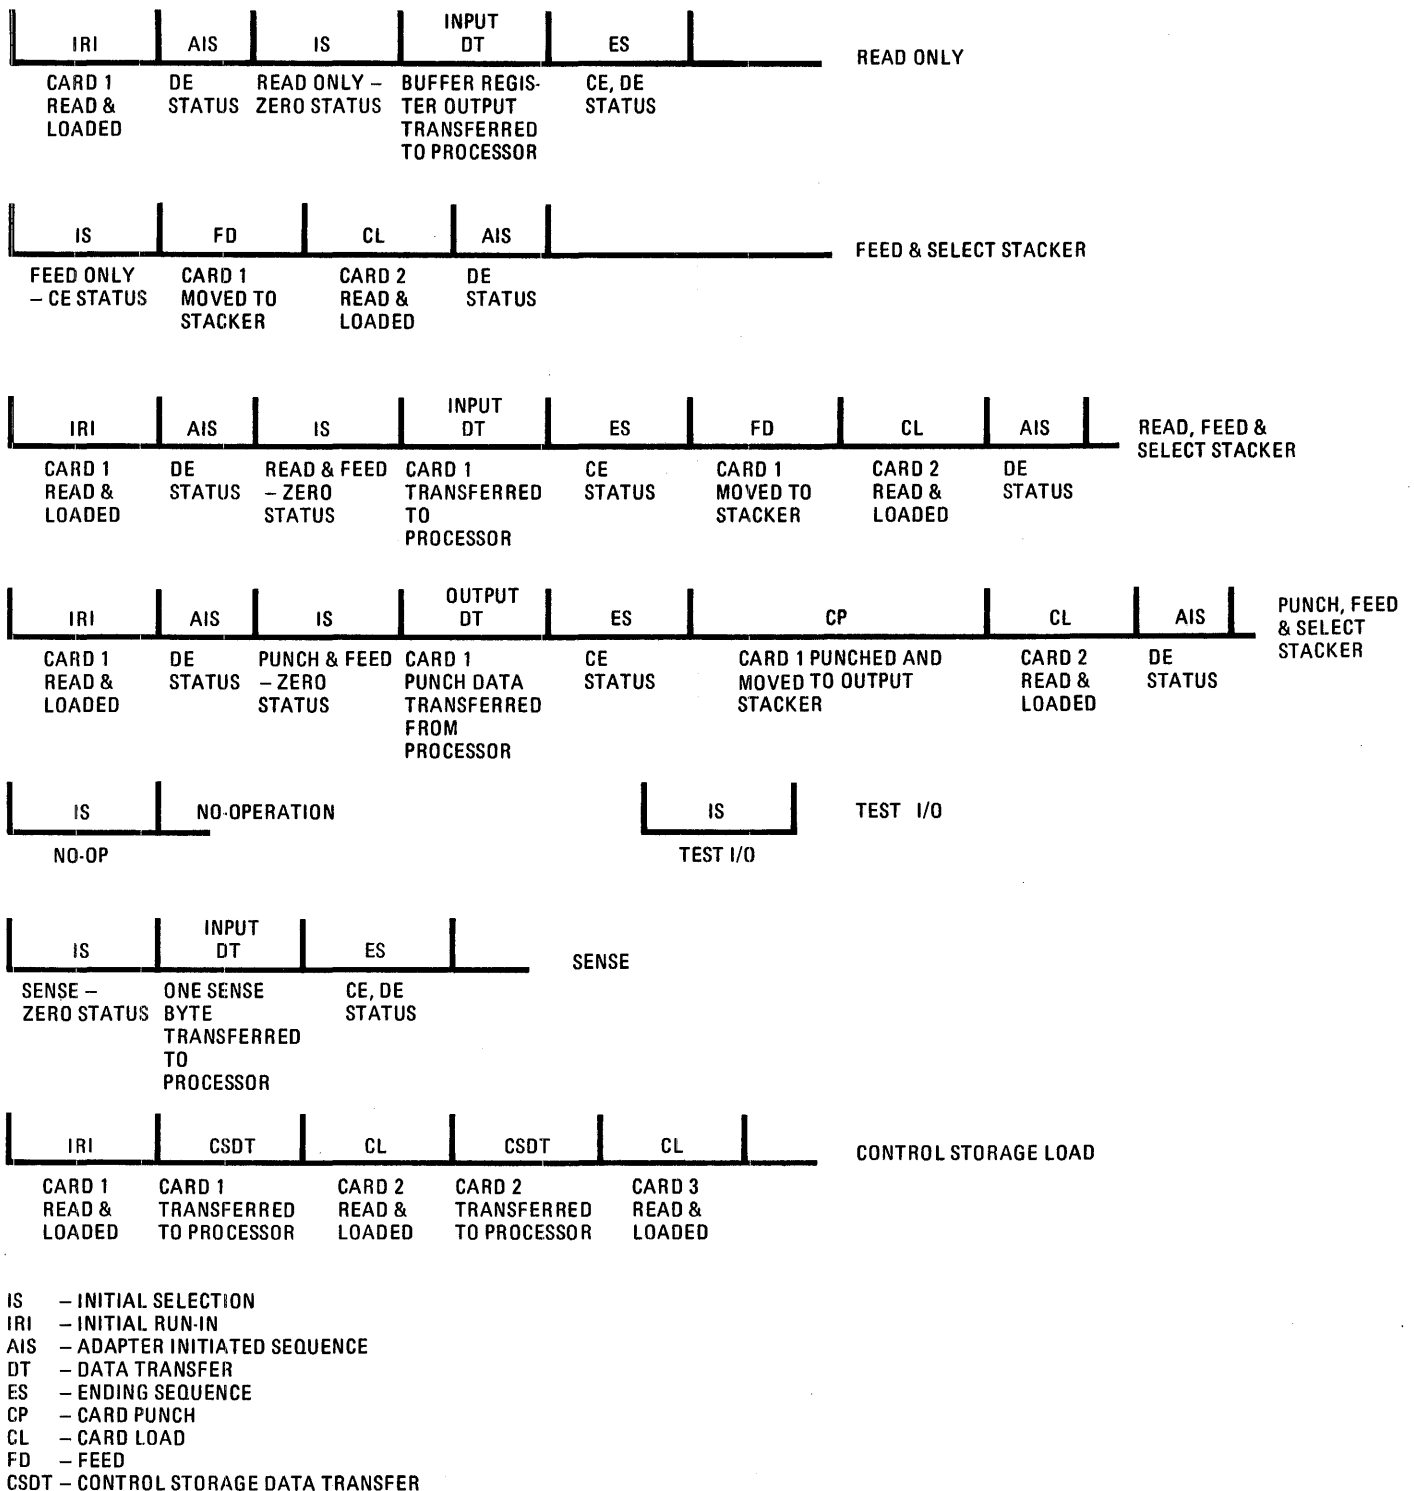 IRI AIS IS INPUT DT ES READ ONLY
CARD 1 READ & LOADED
DE STATUS
READ ONLY – ZERO STATUS
BUFFER REGIS-
TER OUTPUT
TRANSFERRED
TO PROCESSOR
CE, DE
STATUS
IS FD CL AIS FEED & SELECT STACKER
FEED ONLY
– CE STATUS
CARD 1
MOVED TO
STACKER
CARD 2
READ &
LOADED
DE
STATUS
IRI AIS IS INPUT DT ES FD CL AIS
READ, FEED &
SELECT STACKER
CARD 1
READ &
LOADED
DE
STATUS
READ & FEED
– ZERO
STATUS
CARD 1
TRANSFERRED
TO
PROCESSOR
CE
STATUS
CARD 1
MOVED TO
STACKER
CARD 2
READ &
LOADED
DE
STATUS
IRI AIS IS OUTPUT DT ES CP CL AIS
PUNCH, FEED
& SELECT
STACKER
CARD 1
READ &
LOADED
DE
STATUS
PUNCH & FEED
– ZERO
STATUS
CARD 1
PUNCH DATA
TRANSFERRED
FROM
PROCESSOR
CE
STATUS
CARD 1 PUNCHED AND
MOVED TO OUTPUT
STACKER
CARD 2
READ &
LOADED
DE
STATUS
IS NO-OPERATION
NO-OP
IS TEST I/O
TEST I/O
IS INPUT DT ES SENSE
SENSE –
ZERO STATUS
ONE SENSE
BYTE
TRANSFERRED
TO
PROCESSOR
CE, DE
STATUS
IRI CSDT CL CSDT CL CONTROL STORAGE LOAD
CARD 1
READ &
LOADED
CARD 1
TRANSFERRED
TO PROCESSOR
CARD 2
READ &
LOADED
CARD 2
TRANSFERRED
TO PROCESSOR
CARD 3
READ &
LOADED
IS – INITIAL SELECTION
IRI – INITIAL RUN-IN
AIS – ADAPTER INITIATED SEQUENCE
DT – DATA TRANSFER
ES – ENDING SEQUENCE
CP – CARD PUNCH
CL – CARD LOAD
FD – FEED
CSDT – CONTROL STORAGE DATA TRANSFER